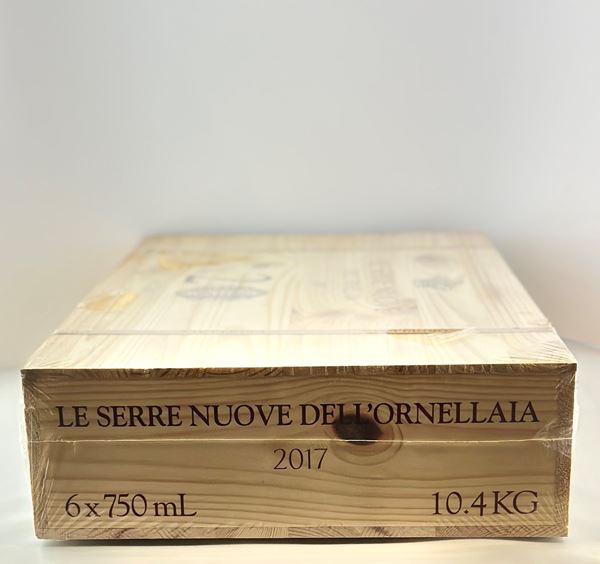 LE SERRE NUOVE DELL'ORNELLAIA
2017
6 x 750 mL
10.4 KG